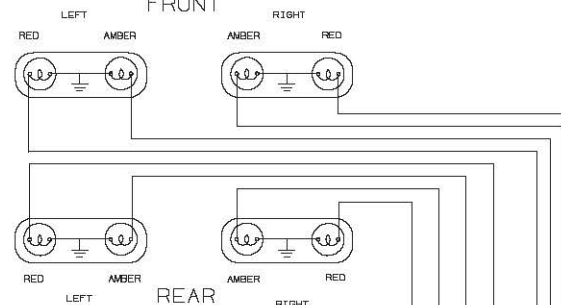 FRONT
LEFT RIGHT
RED AMBER AMBER RED
RED AMBER AMBER RED
LEFT REAR RIGHT